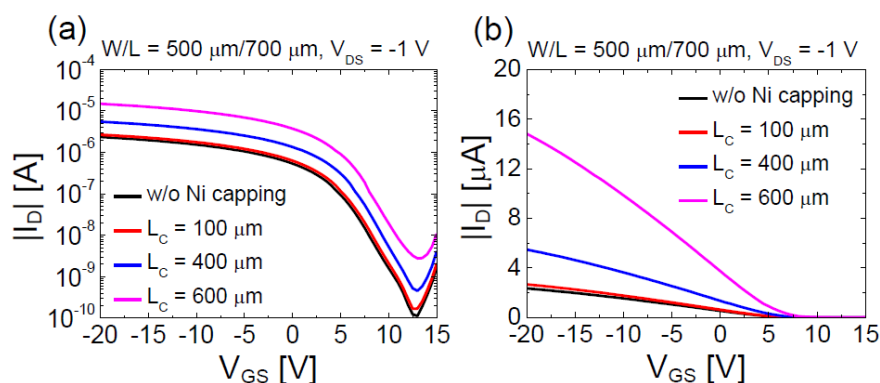 (a)
W/L = 500 μm/700 μm, V_DS = -1 V
10⁻⁴
10⁻⁵
10⁻⁶
10⁻⁷
10⁻⁸
10⁻⁹
10⁻¹⁰
|I_D| [A]
w/o Ni capping
L_C = 100 μm
L_C = 400 μm
L_C = 600 μm
-20 -15 -10 -5 0 5 10 15
V_GS [V]
(b)
W/L = 500 μm/700 μm, V_DS = -1 V
20
16
12
8
4
0
|I_D| [μA]
w/o Ni capping
L_C = 100 μm
L_C = 400 μm
L_C = 600 μm
-20 -15 -10 -5 0 5 10 15
V_GS [V]